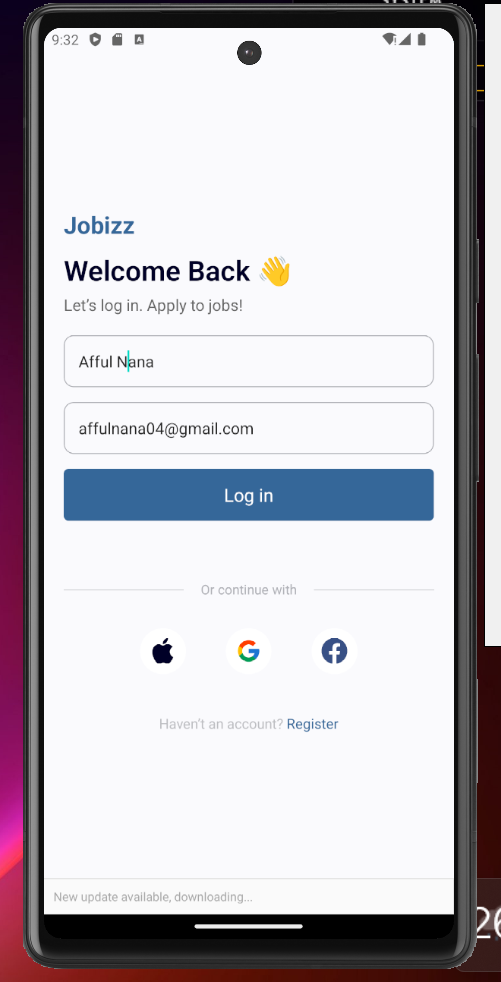 9:32
Jobizz
Welcome Back 👋
Let's log in. Apply to jobs!
Afful Nana
affulnana04@gmail.com
Log in
Or continue with
Haven't an account? Register
New update available, downloading...
26